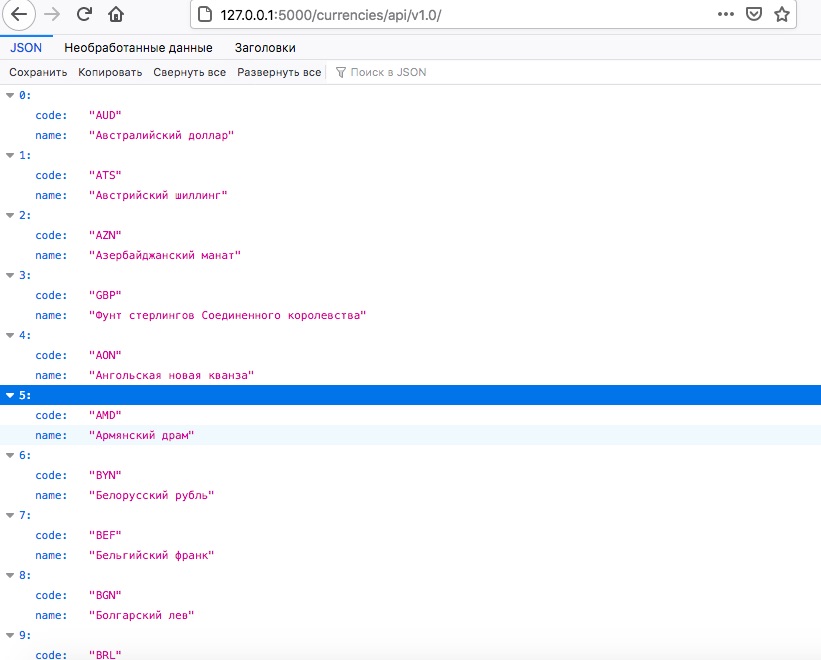 127.0.0.1:5000/currencies/api/v1.0/
JSON Необработанные данные Заголовки
Сохранить Копировать Свернуть все Развернуть все Поиск в JSON
0:
code: "AUD"
name: "Австралийский доллар"
1:
code: "ATS"
name: "Австрийский шиллинг"
2:
code: "AZN"
name: "Азербайджанский манат"
3:
code: "GBP"
name: "Фунт стерлингов Соединенного королевства"
4:
code: "AON"
name: "Ангольская новая кванза"
5:
code: "AMD"
name: "Армянский драм"
6:
code: "BYN"
name: "Белорусский рубль"
7:
code: "BEF"
name: "Бельгийский франк"
8:
code: "BGN"
name: "Болгарский лев"
9:
code: "BRL"